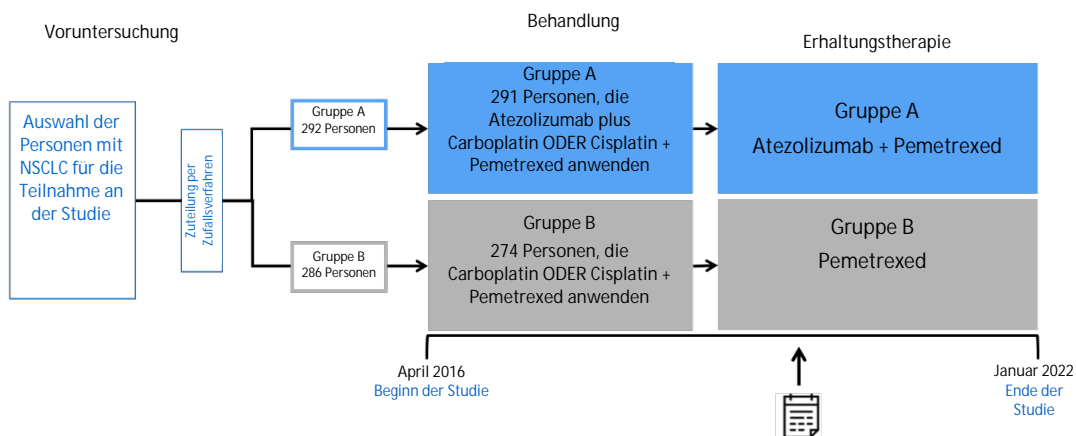 Voruntersuchung
Behandlung
Erhaltungstherapie
Auswahl der
Personen mit
NSCLC für die
Teilnahme an
der Studie
Zuteilung per
Zufallsverfahren
Gruppe A
292 Personen
Gruppe B
286 Personen
Gruppe A
291 Personen, die
Atezolizumab plus
Carboplatin ODER Cisplatin +
Pemetrexed anwenden
Gruppe B
274 Personen, die
Carboplatin ODER Cisplatin +
Pemetrexed anwenden
Gruppe A
Atezolizumab + Pemetrexed
Gruppe B
Pemetrexed
April 2016
Beginn der Studie
Januar 2022
Ende der
Studie